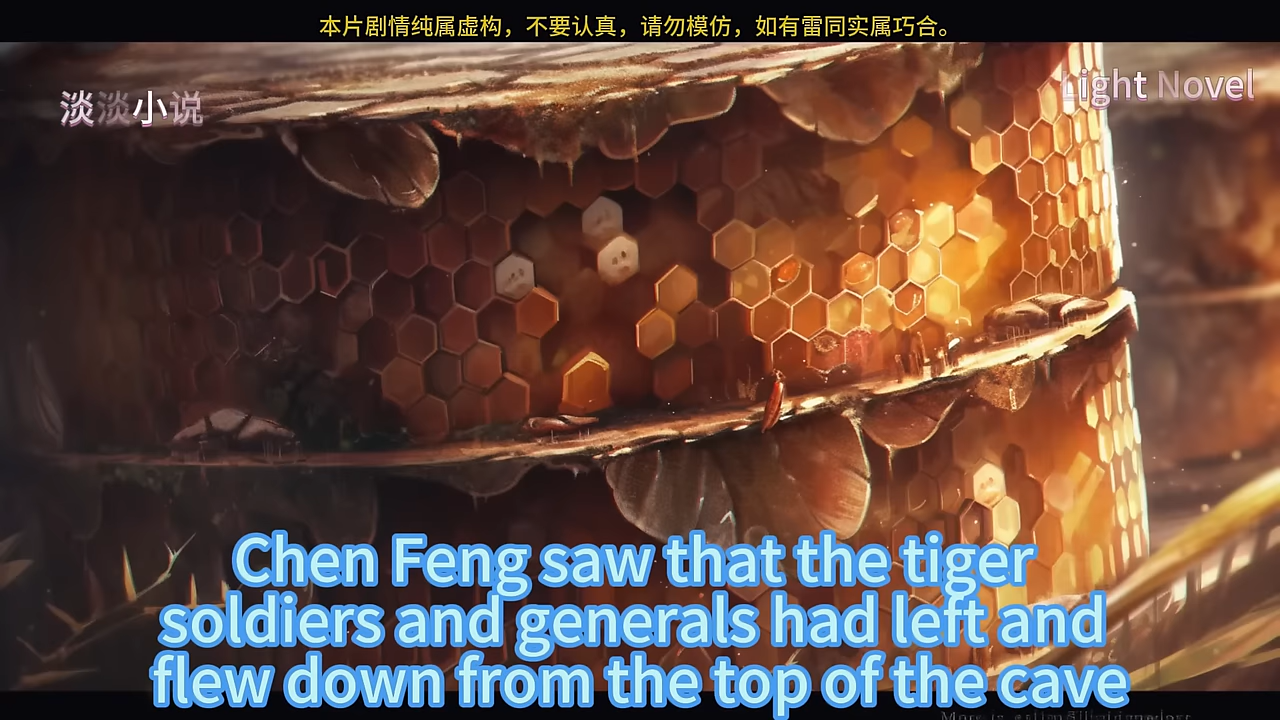 本片剧情纯属虚构，不要认真，请勿模仿，如有雷同实属巧合。
淡淡小说
Light Novel
Chen Feng saw that the tiger
soldiers and generals had left and
flew down from the top of the cave